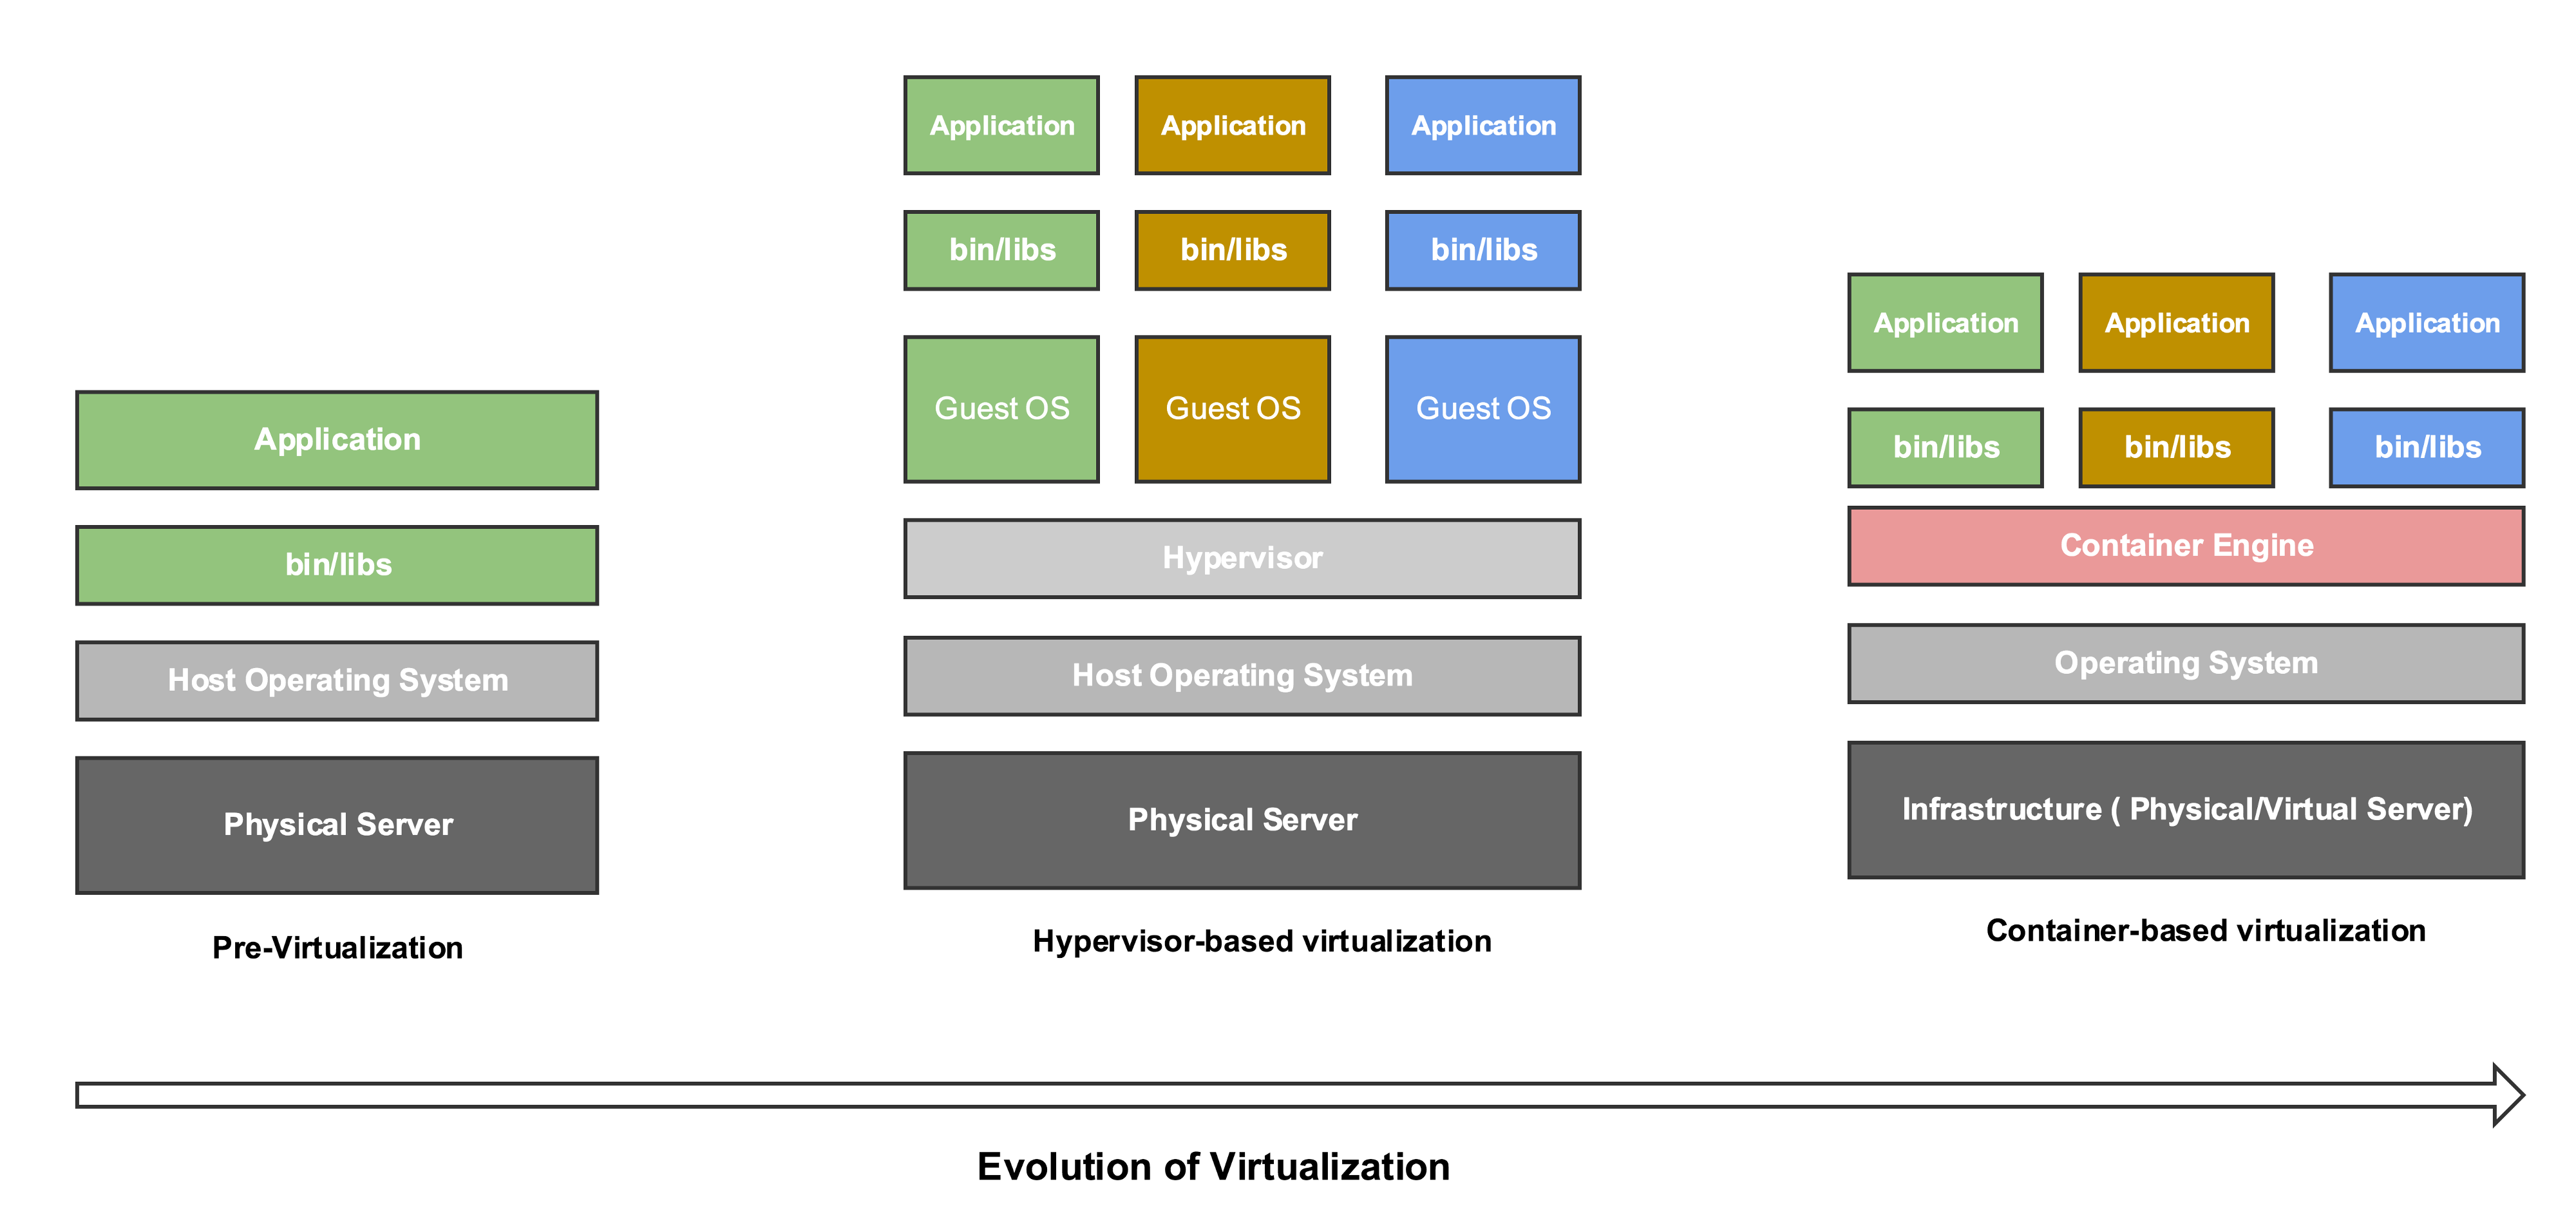 Application
bin/libs
Host Operating System
Physical Server
Pre-Virtualization
Application Application Application
bin/libs bin/libs bin/libs
Guest OS Guest OS Guest OS
Hypervisor
Host Operating System
Physical Server
Hypervisor-based virtualization
Application Application Application
bin/libs bin/libs bin/libs
Container Engine
Operating System
Infrastructure ( Physical/Virtual Server)
Container-based virtualization
Evolution of Virtualization